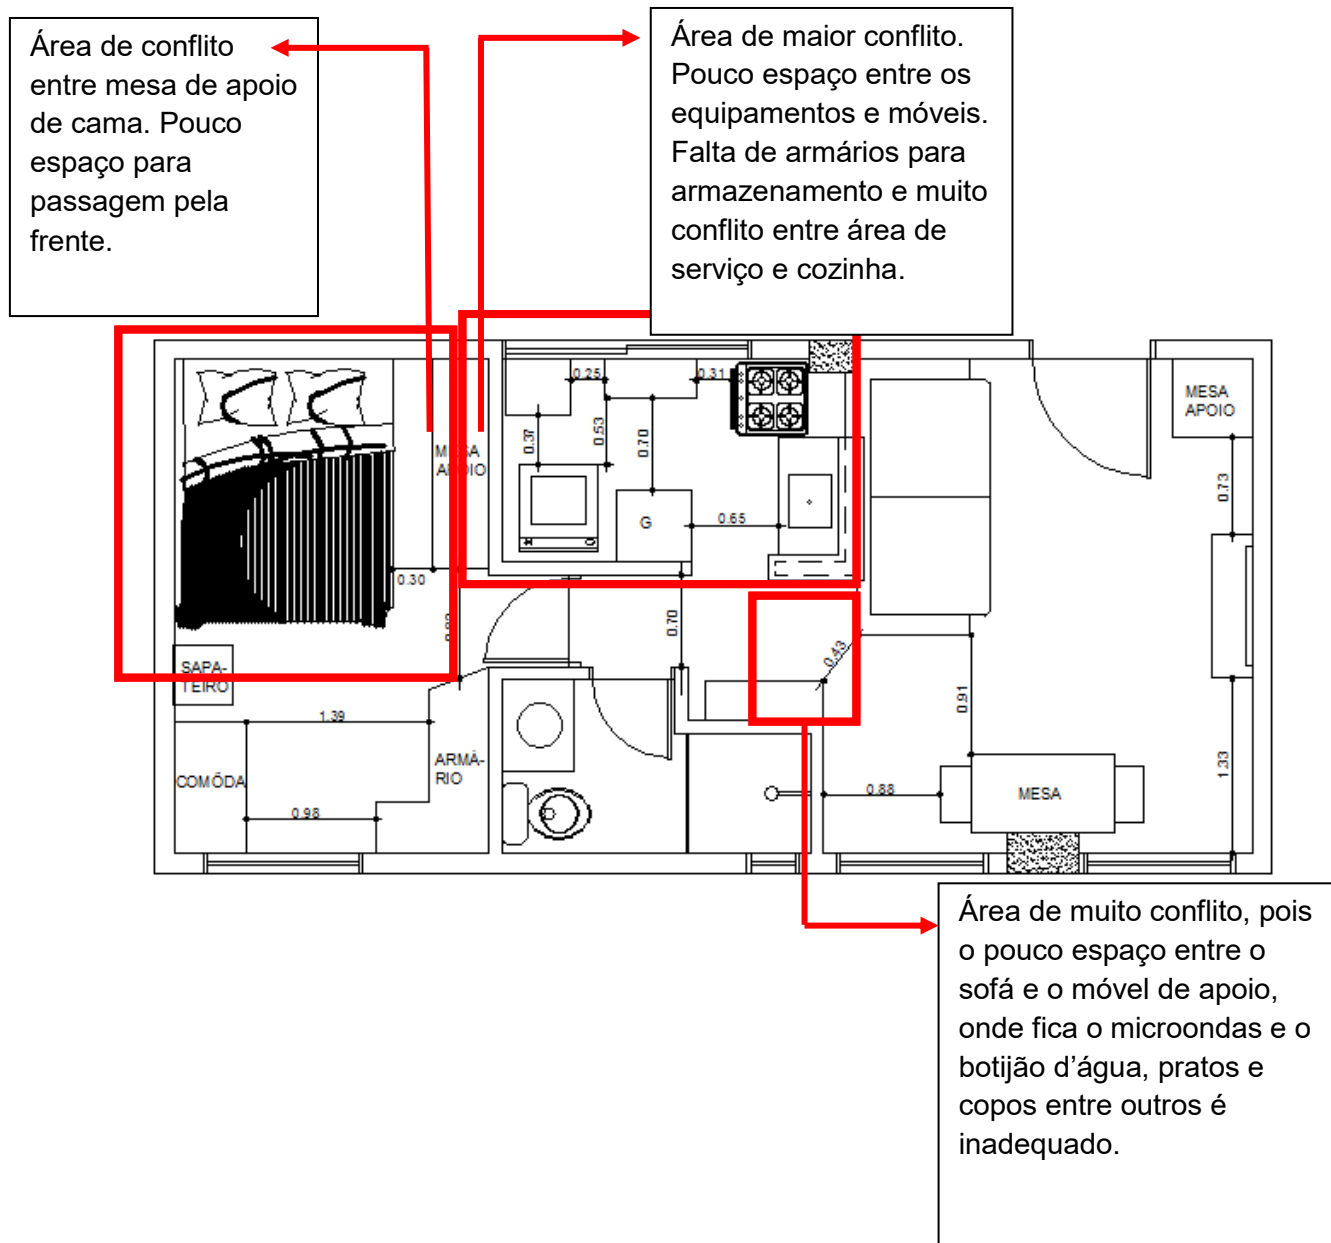 Área de conflito
entre mesa de apoio
de cama. Pouco
espaço para
passagem pela
frente.
Área de maior conflito.
Pouco espaço entre os
equipamentos e móveis.
Falta de armários para
armazenamento e muito
conflito entre área de
serviço e cozinha.
0.25
0.31
MESA
APOIO
0.37
0.53
0.70
MESA
APOIO
0.73
G
0.65
0.30
0.70
0.43
SAPA-
TEIRO
1.39
0.91
ARMÁ-
RIO
COMÔDA
0.98
0.88
MESA
1.33
Área de muito conflito, pois
o pouco espaço entre o
sofá e o móvel de apoio,
onde fica o microondas e o
botijão d’água, pratos e
copos entre outros é
inadequado.